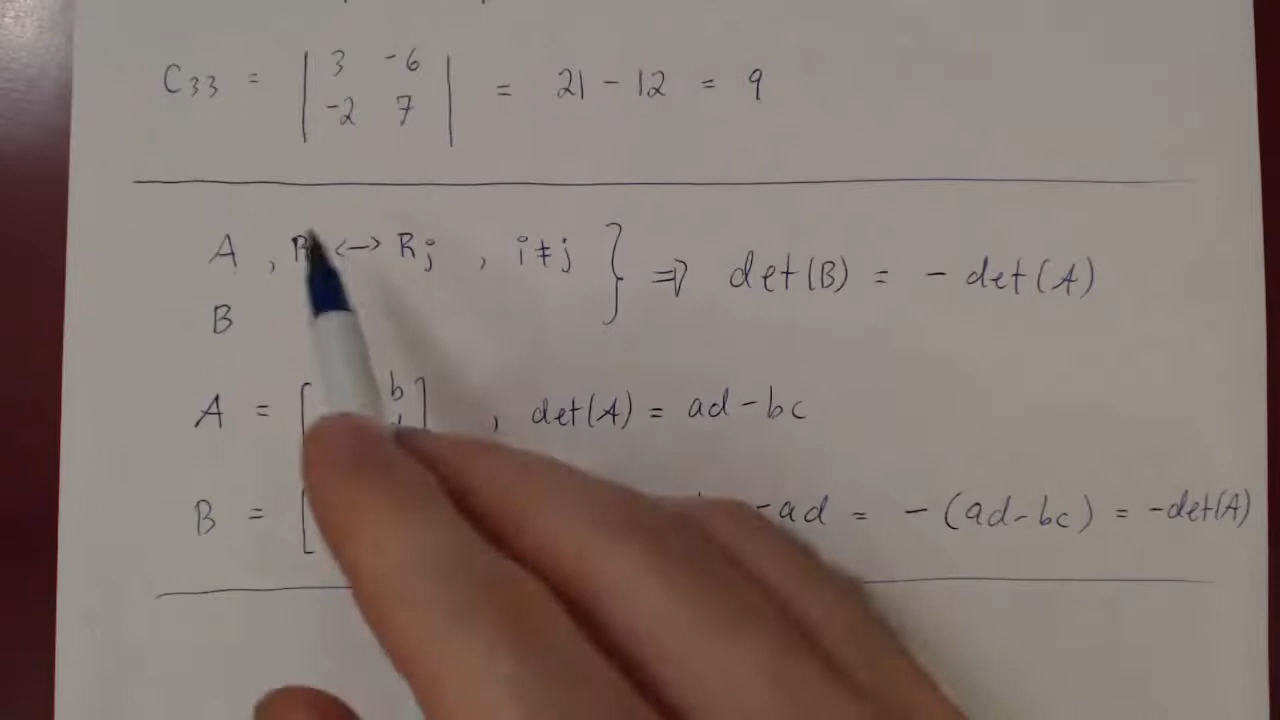 C33 = | 3 -6 | = 21 - 12 = 9
| -2 7 |
A , R ↔ Rj , i≠j } ⇒ det(B) = - det(A)
B
A = [ b ] , det(A) = ad - bc
B = [ -ad = - (ad-bc) = -det(A)